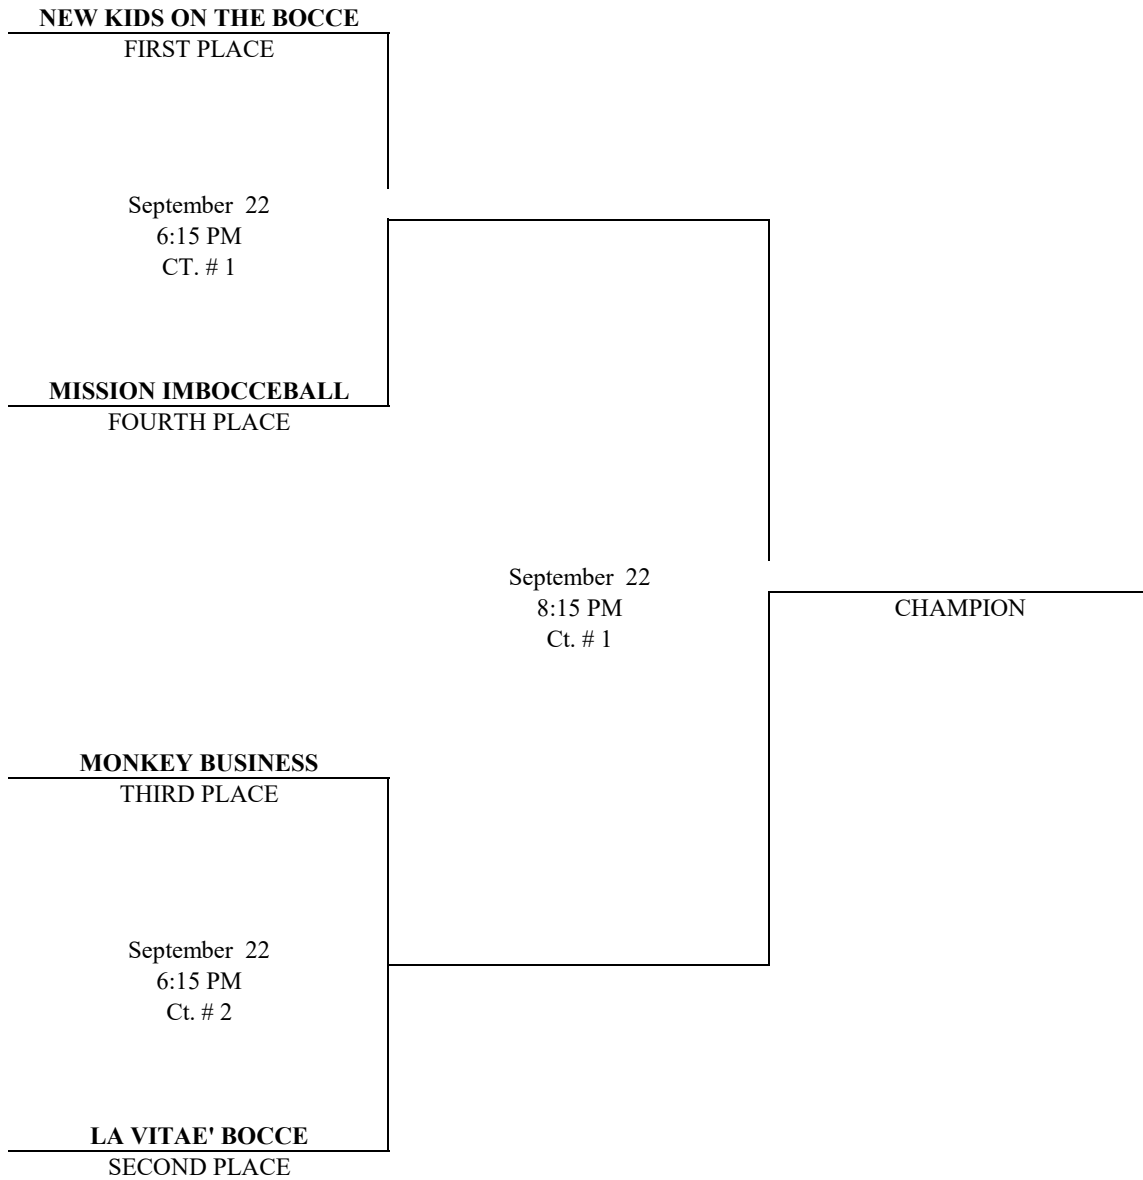 NEW KIDS ON THE BOCCE
FIRST PLACE
September 22
6:15 PM
CT. # 1
MISSION IMBOCCEBALL
FOURTH PLACE
September 22
8:15 PM
Ct. # 1
CHAMPION
MONKEY BUSINESS
THIRD PLACE
September 22
6:15 PM
Ct. # 2
LA VITAE' BOCCE
SECOND PLACE